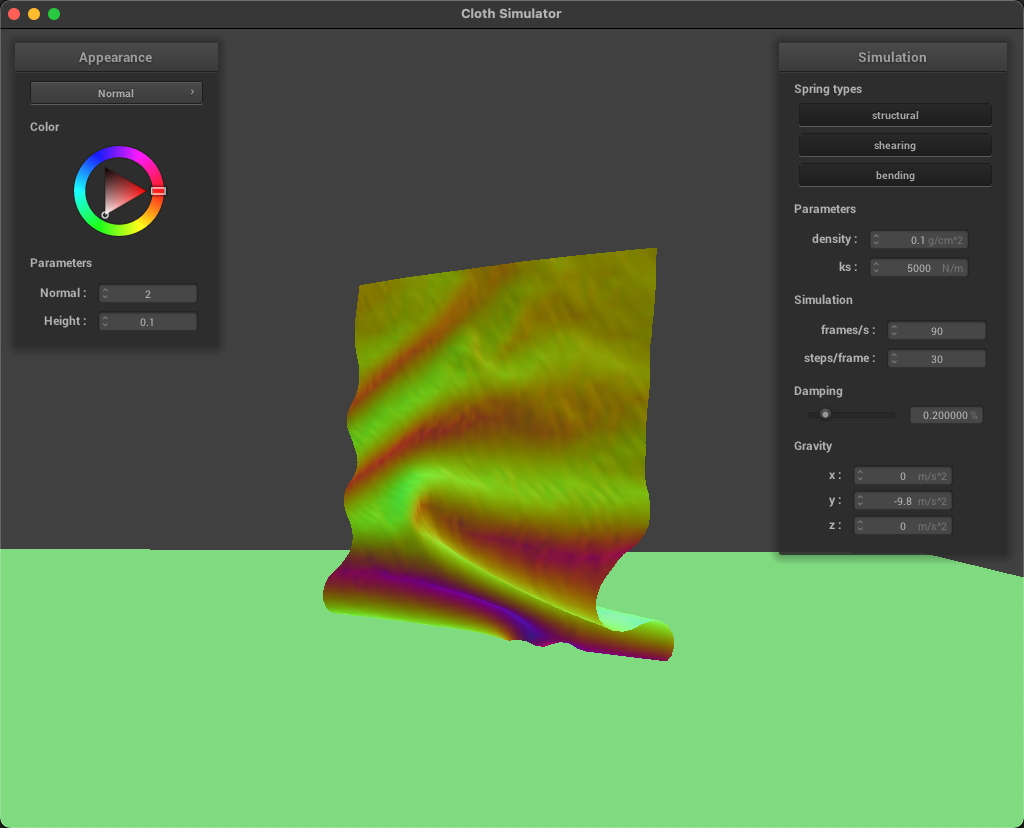 Cloth Simulator
Appearance
Normal
Color
Parameters
Normal : 2
Height : 0.1
Simulation
Spring types
structural
shearing
bending
Parameters
density : 0.1 g/cm^2
ks : 5000 N/m
Simulation
frames/s : 90
steps/frame : 30
Damping
0.200000 %
Gravity
x : 0 m/s^2
y : -9.8 m/s^2
z : 0 m/s^2